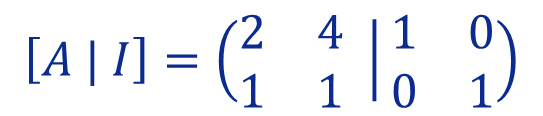 [A | I] = (2 4 | 1 0
1 1 | 0 1)